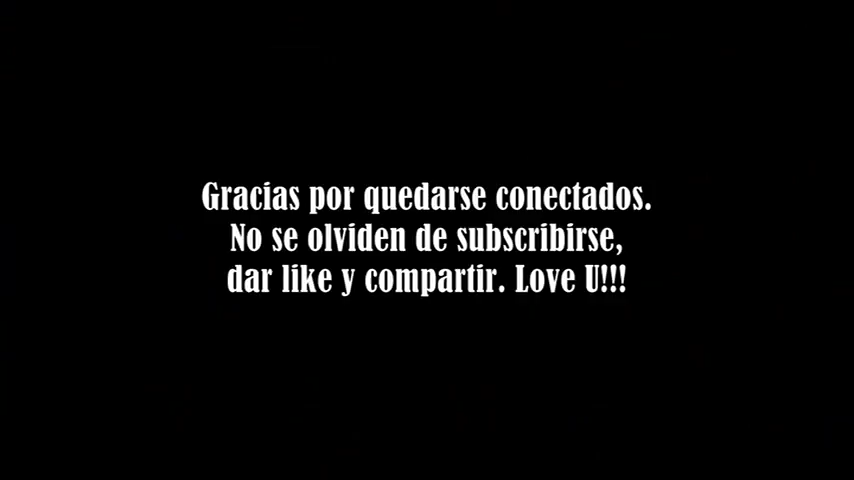 Gracias por quedarse conectados.
No se olviden de subscribirse,
dar like y compartir. Love U!!!